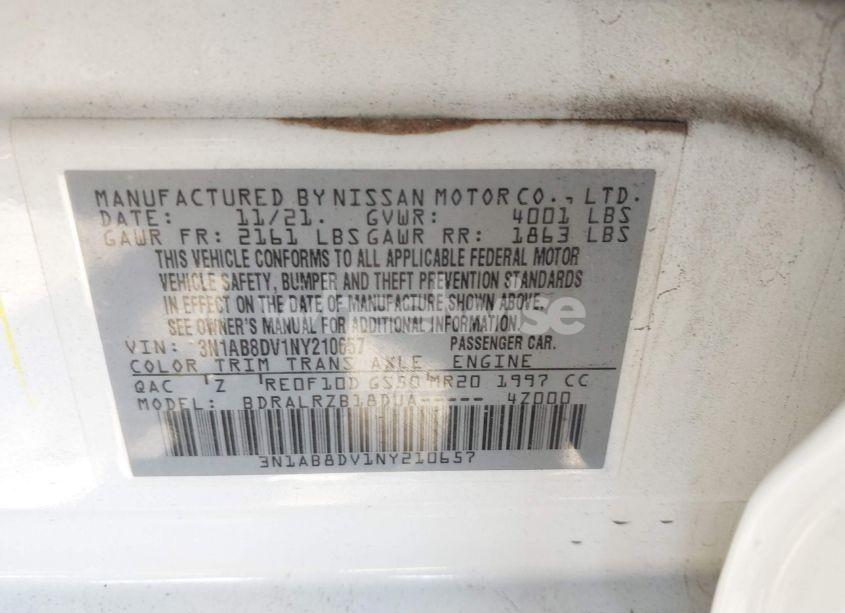 MANUFACTURED BY NISSAN MOTOR CO., LTD.
DATE: 11/21. GVWR: 4001 LBS
GAWR FR: 2161 LBS GAWR RR: 1863 LBS
THIS VEHICLE CONFORMS TO ALL APPLICABLE FEDERAL MOTOR
VEHICLE SAFETY, BUMPER AND THEFT PREVENTION STANDARDS
IN EFFECT ON THE DATE OF MANUFACTURE SHOWN ABOVE.
SEE OWNER'S MANUAL FOR ADDITIONAL INFORMATION.
VIN: 3N1AB8DV1NY210657 PASSENGER CAR.
COLOR TRIM TRANS AXLE ENGINE
QAC Z RE0F10D GS50 MR20 1997 CC
MODEL: BDRALRZB18DUA----- 4Z000
3N1AB8DV1NY210657